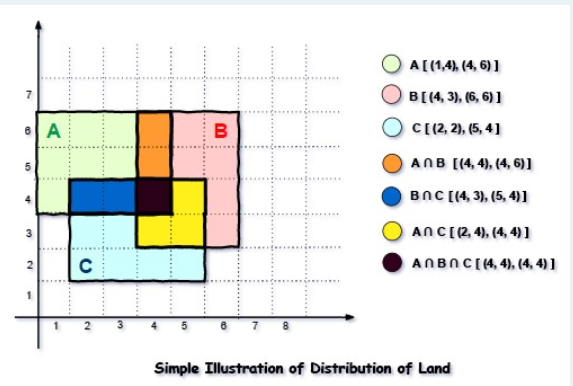 7
6
5
4
3
2
1
1 2 3 4 5 6 7 8
A
B
C
A [ (1,4), (4, 6) ]
B [ (4, 3), (6, 6) ]
C [ (2, 2), (5, 4 ]
A ∩ B [(4, 4), (4, 6) ]
B ∩ C [(4, 3), (5, 4) ]
A ∩ C [(2, 4), (4, 4) ]
A ∩ B ∩ C [ (4, 4), (4, 4) ]
Simple Illustration of Distribution of Land